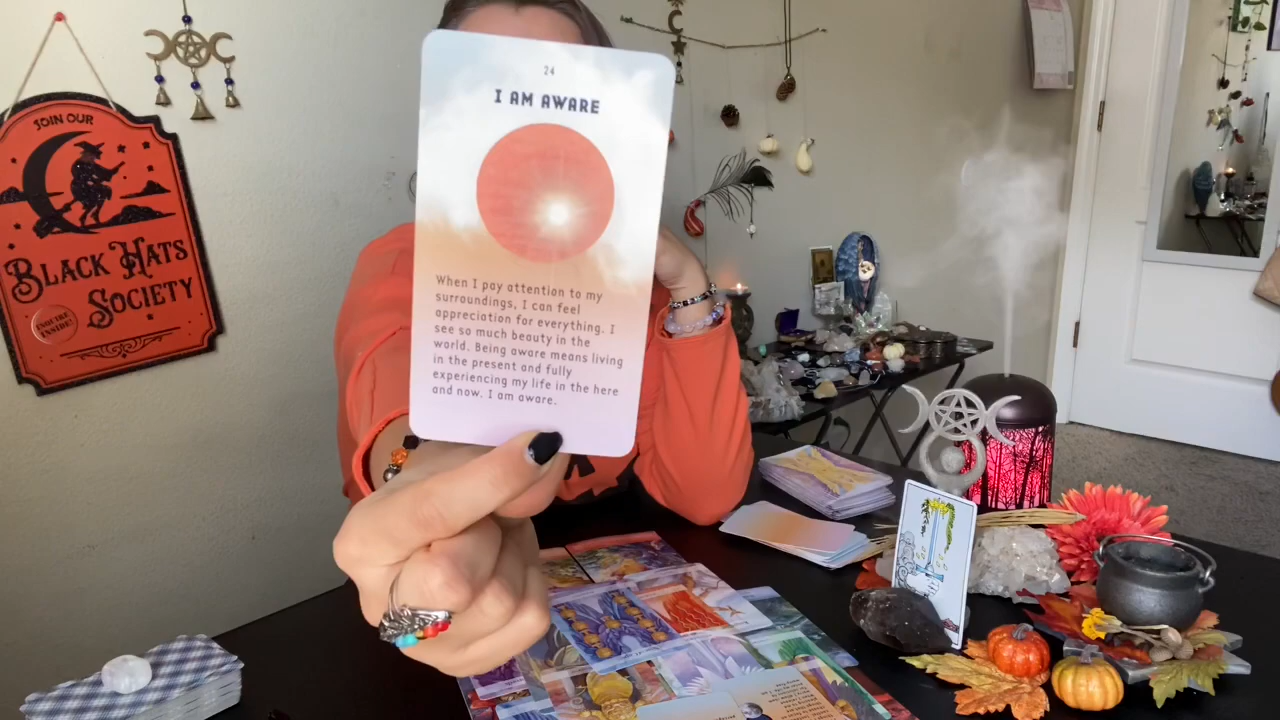 JOIN OUR
BLACK HATS
SOCIETY
INQUIRE
INSIDE!
24
I AM AWARE
When I pay attention to my
surroundings, I can feel
appreciation for everything. I
see so much beauty in the
world. Being aware means living
in the present and fully
experiencing my life in the here
and now. I am aware.